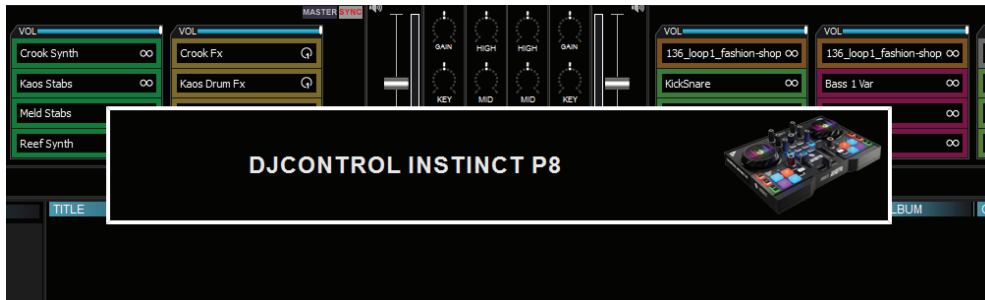 MASTER SYNC
VOL VOL VOL VOL
Crook Synth Crook Fx GAIN HIGH HIGH GAIN 136_loop1_fashion-shop 136_loop1_fashion-shop
Kaos Stabs Kaos Drum Fx KEY MID MID KEY KickSnare Bass 1 Var
Meld Stabs
Reef Synth
DJCONTROL INSTINCT P8
TITLE